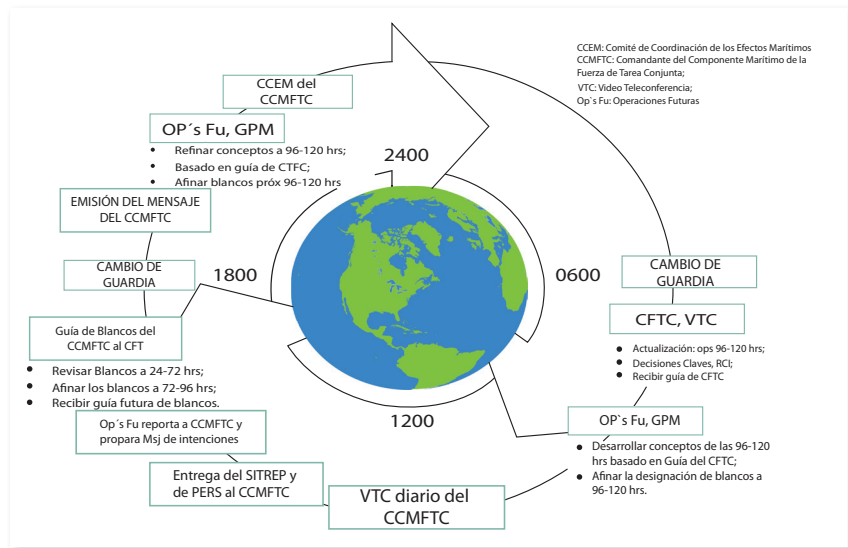 CCEM: Comité de Coordinación de los Efectos Marítimos
CCMFTC: Comandante del Componente Marítimo de la
Fuerza de Tarea Conjunta;
VTC: Video Teleconferencia;
Op`s Fu: Operaciones Futuras
CCEM del
CCMFTC
OP´s Fu, GPM
• Refinar conceptos a 96-120 hrs;
• Basado en guía de CTFC;
• Afinar blancos próx 96-120 hrs
2400
EMISIÓN DEL MENSAJE
DEL CCMFTC
CAMBIO DE
GUARDIA
1800
0600
CAMBIO DE
GUARDIA
CFTC, VTC
• Actualización: ops 96-120 hrs;
• Decisiones Claves, RCI;
• Recibir guía de CFTC
Guía de Blancos del
CCMFTC al CFT
• Revisar Blancos a 24-72 hrs;
• Afinar los blancos a 72-96 hrs;
• Recibir guía futura de blancos.
1200
OP`s Fu, GPM
• Desarrollar conceptos de las 96-120
hrs basado en Guía del CFTC;
• Afinar la designación de blancos a
96-120 hrs.
Op´s Fu reporta a CCMFTC y
propara Msj de intenciones
Entrega del SITREP y
de PERS al CCMFTC
VTC diario del
CCMFTC